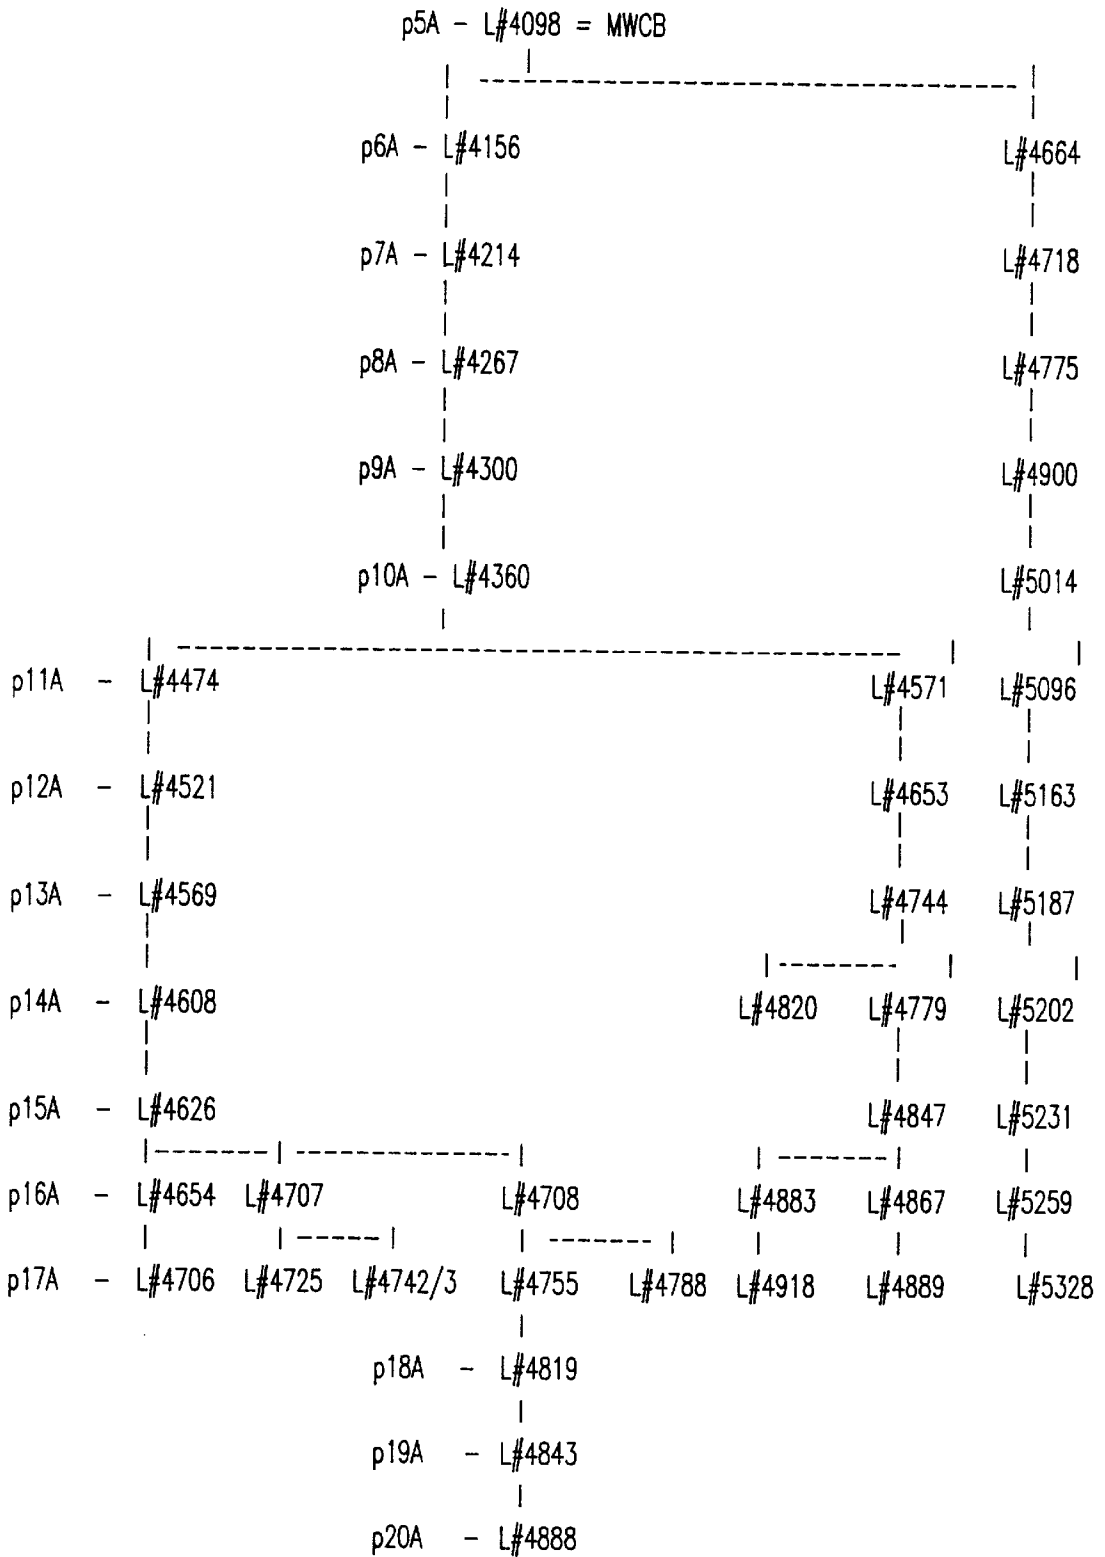 p5A - L#4098 = MWCB
p6A - L#4156 L#4664
p7A - L#4214 L#4718
p8A - L#4267 L#4775
p9A - L#4300 L#4900
p10A - L#4360 L#5014
p11A - L#4474 L#4571 L#5096
p12A - L#4521 L#4653 L#5163
p13A - L#4569 L#4744 L#5187
p14A - L#4608 L#4820 L#4779 L#5202
p15A - L#4626 L#4847 L#5231
p16A - L#4654 L#4707 L#4708 L#4883 L#4867 L#5259
p17A - L#4706 L#4725 L#4742/3 L#4755 L#4788 L#4918 L#4889 L#5328
p18A - L#4819
p19A - L#4843
p20A - L#4888